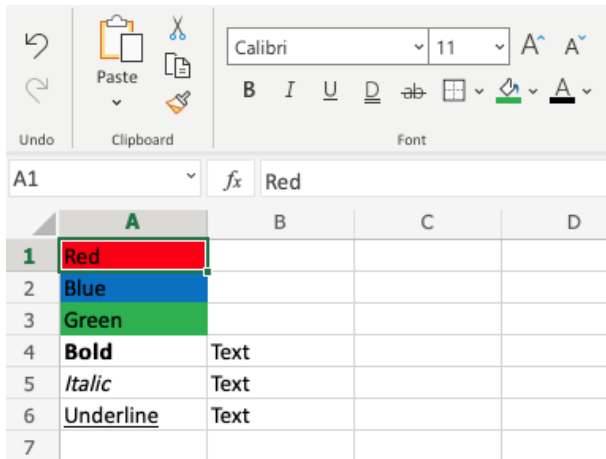 Calibri 11 A A
Paste
B I U D ab A
Undo Clipboard Font
A1 fx Red
A B C D
1 Red
2 Blue
3 Green
4 Bold Text
5 Italic Text
6 Underline Text
7